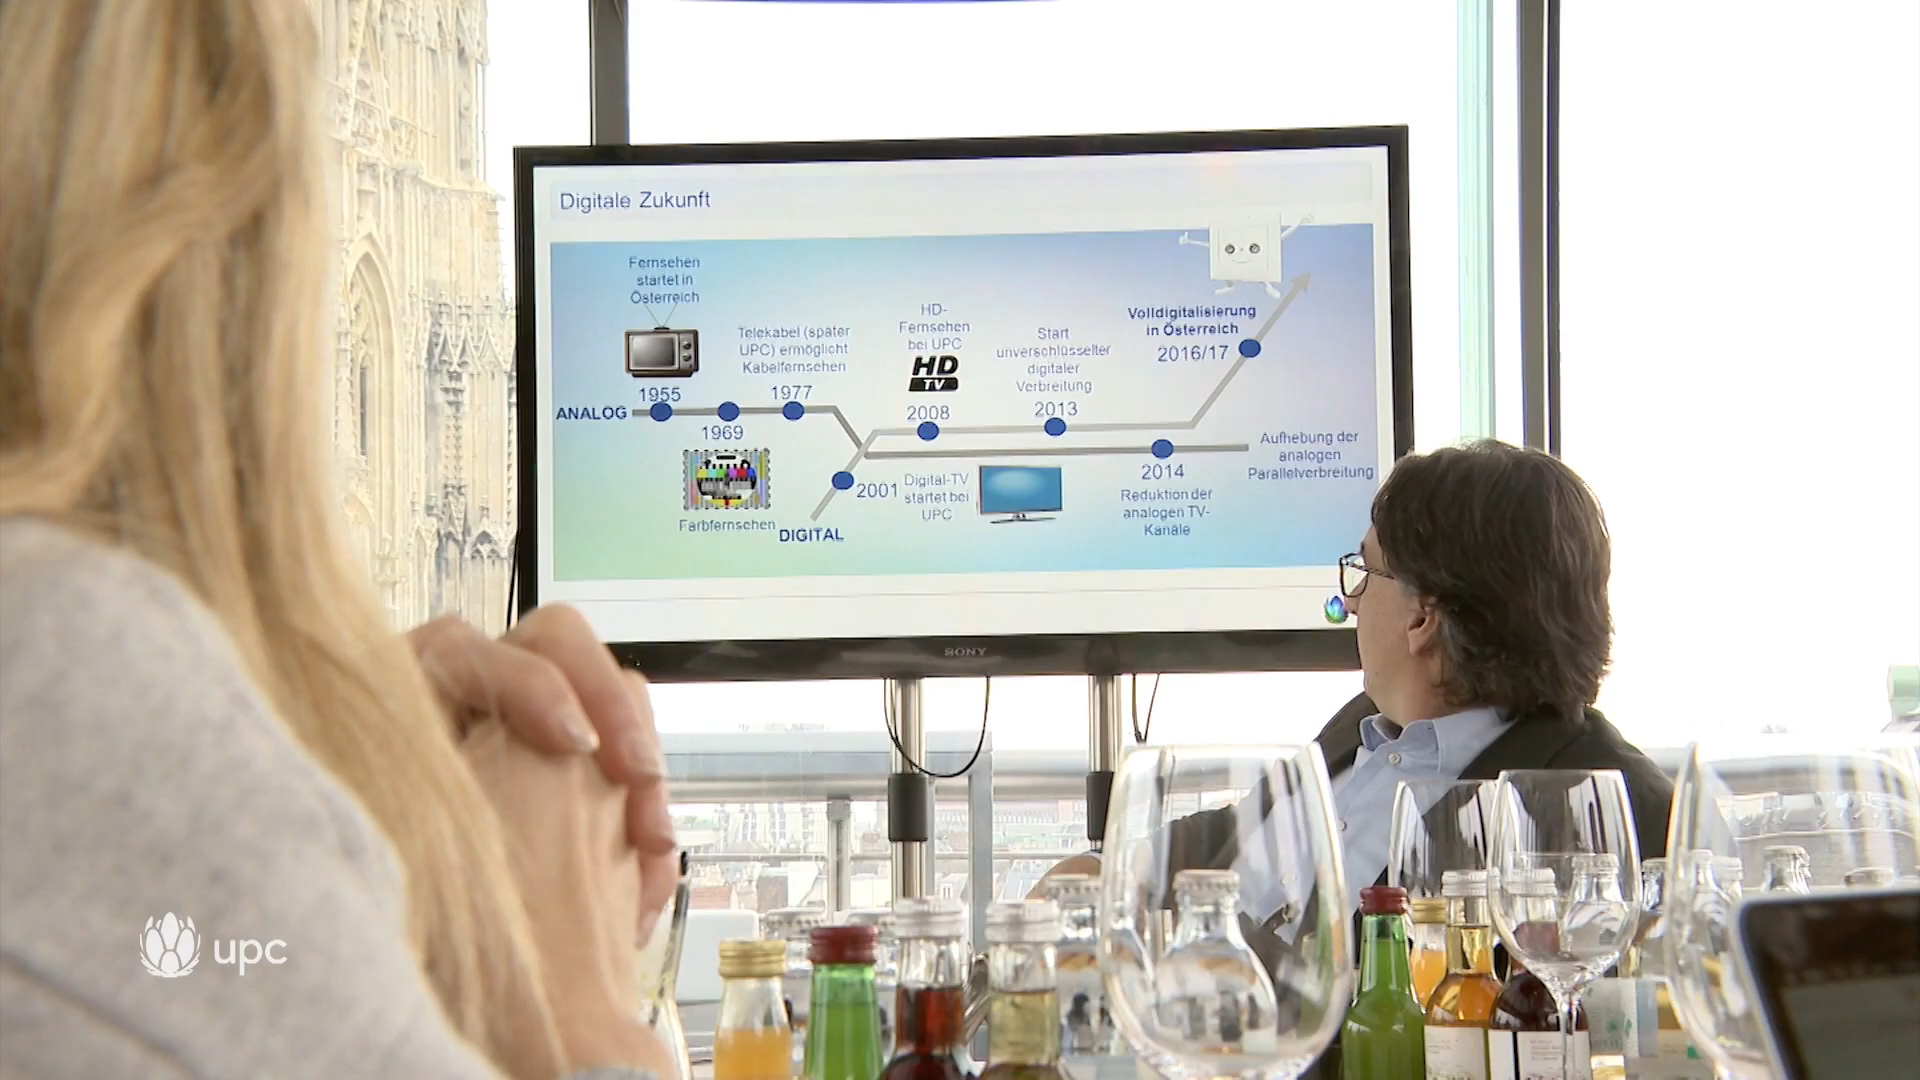 Digitale Zukunft
Fernsehen
startet in
Österreich
1955
ANALOG
1969
Farbfernsehen
Telekabel (später
UPC) ermöglicht
Kabelfernsehen
1977
DIGITAL
2001
Digital-TV
startet bei
UPC
HD-
Fernsehen
bei UPC
HD
TV
2008
Start
unverschlüsselter
digitaler
Verbreitung
2013
2014
Reduktion der
analogen TV-
Kanäle
Volldigitalisierung
in Österreich
2016/17
Aufhebung der
analogen
Parallelverbreitung
SONY
upc